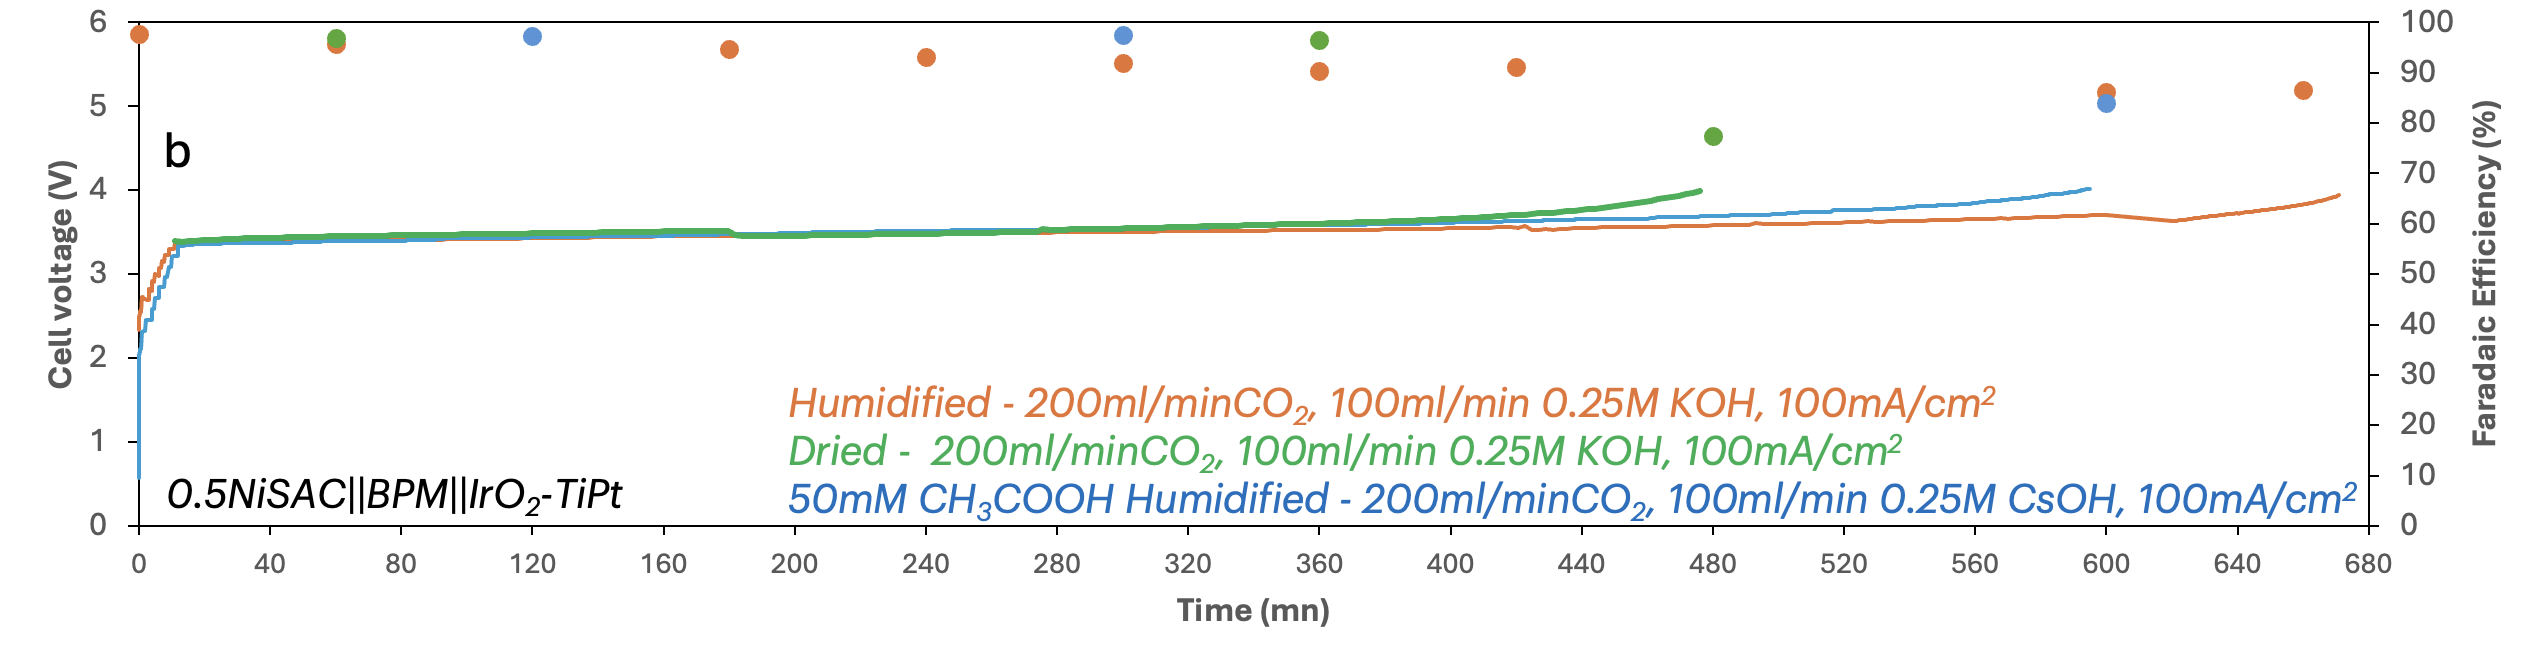 6
5
4
3
2
1
0
Cell voltage (V)
b
100
90
80
70
60
50
40
30
20
10
0
Faradaic Efficiency (%)
Humidified - 200ml/minCO₂, 100ml/min 0.25M KOH, 100mA/cm²
Dried - 200ml/minCO₂, 100ml/min 0.25M KOH, 100mA/cm²
50mM CH₃COOH Humidified - 200ml/minCO₂, 100ml/min 0.25M CsOH, 100mA/cm²
0.5NiSAC||BPM||IrO₂-TiPt
0 40 80 120 160 200 240 280 320 360 400 440 480 520 560 600 640 680
Time (mn)